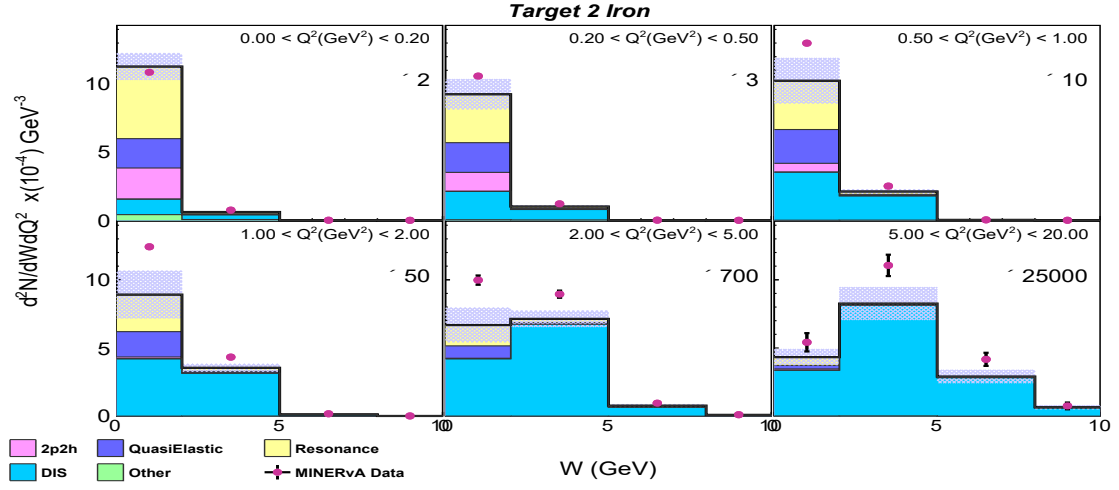 Target 2 Iron
0.00 < Q²(GeV²) < 0.20
0.20 < Q²(GeV²) < 0.50
0.50 < Q²(GeV²) < 1.00
´ 2
´ 3
´ 10
10
5
0
1.00 < Q²(GeV²) < 2.00
2.00 < Q²(GeV²) < 5.00
5.00 < Q²(GeV²) < 20.00
´ 50
´ 700
´ 25000
10
5
0
d²N/dWdQ² x(10⁻⁴) GeV⁻³
0 5 10
0 5 10
0 5 10
W (GeV)
2p2h
QuasiElastic
Resonance
DIS
Other
MINERvA Data